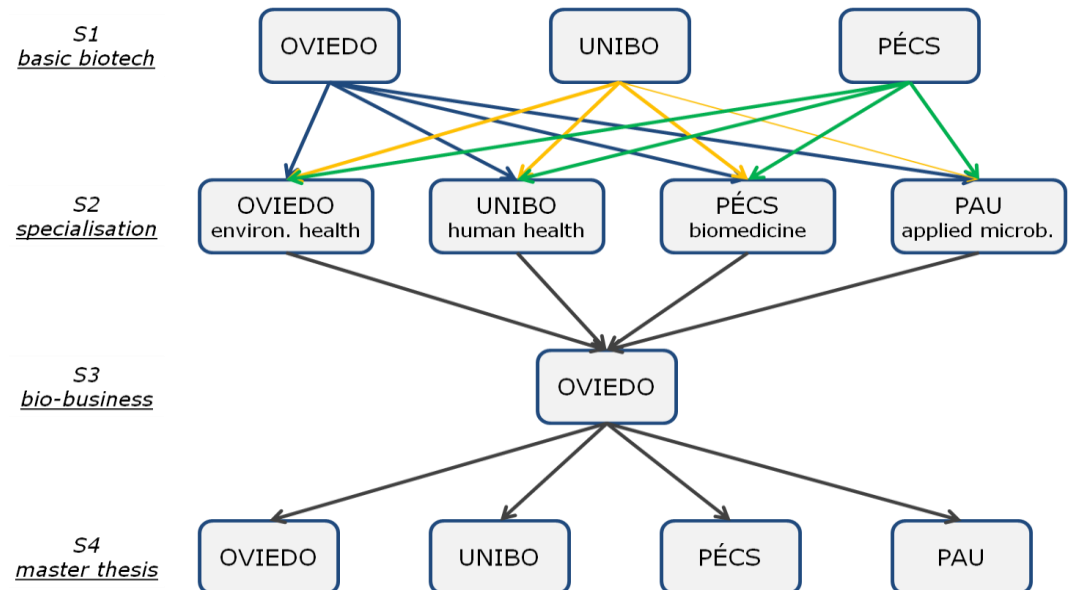 S1
basic biotech
OVIEDO
UNIBO
PÉCS
S2
specialisation
OVIEDO
environ. health
UNIBO
human health
PÉCS
biomedicine
PAU
applied microb.
S3
bio-business
OVIEDO
S4
master thesis
OVIEDO
UNIBO
PÉCS
PAU